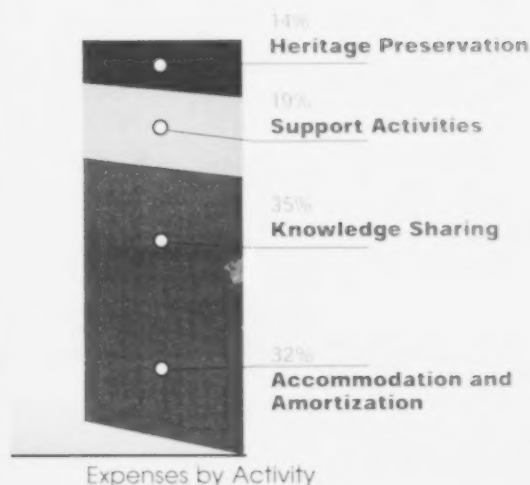 14%
Heritage Preservation
19%
Support Activities
35%
Knowledge Sharing
32%
Accommodation and
Amortization
Expenses by Activity